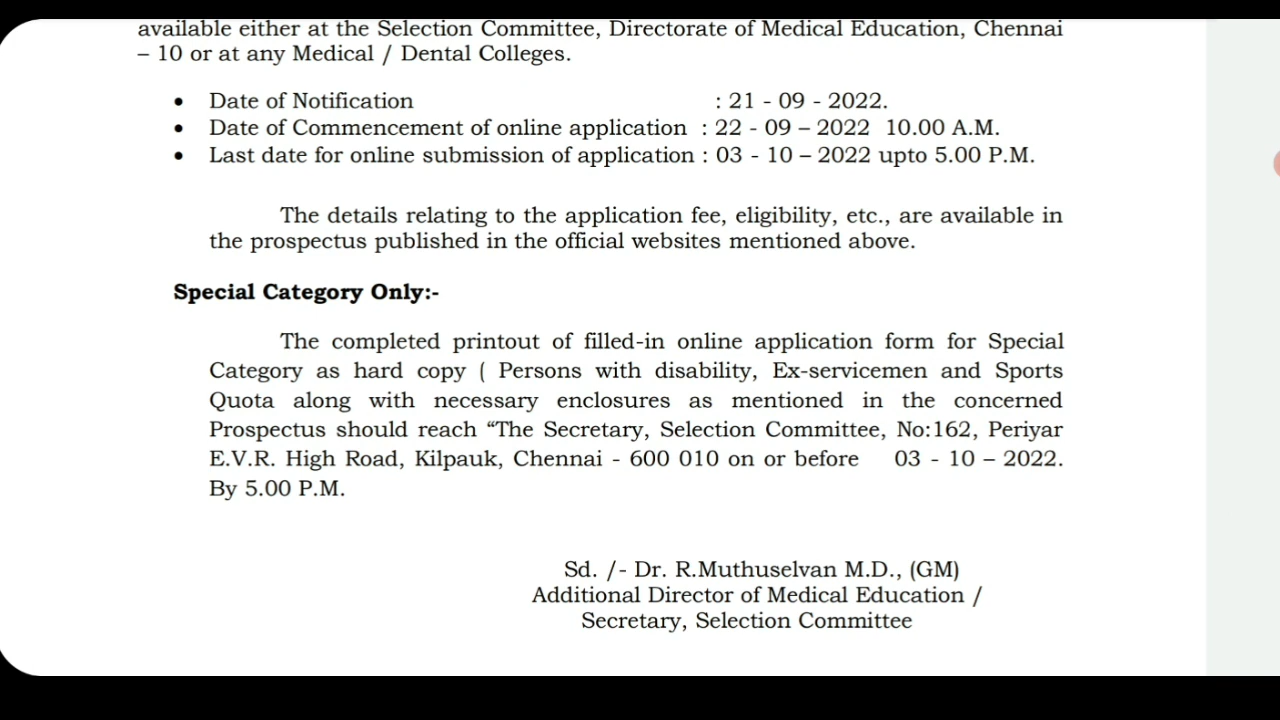 available either at the Selection Committee, Directorate of Medical Education, Chennai
– 10 or at any Medical / Dental Colleges.
• Date of Notification : 21 - 09 - 2022.
• Date of Commencement of online application : 22 - 09 – 2022 10.00 A.M.
• Last date for online submission of application : 03 - 10 – 2022 upto 5.00 P.M.
The details relating to the application fee, eligibility, etc., are available in
the prospectus published in the official websites mentioned above.
Special Category Only:-
The completed printout of filled-in online application form for Special
Category as hard copy ( Persons with disability, Ex-servicemen and Sports
Quota along with necessary enclosures as mentioned in the concerned
Prospectus should reach “The Secretary, Selection Committee, No:162, Periyar
E.V.R. High Road, Kilpauk, Chennai - 600 010 on or before 03 - 10 – 2022.
By 5.00 P.M.
Sd. /- Dr. R.Muthuselvan M.D., (GM)
Additional Director of Medical Education /
Secretary, Selection Committee